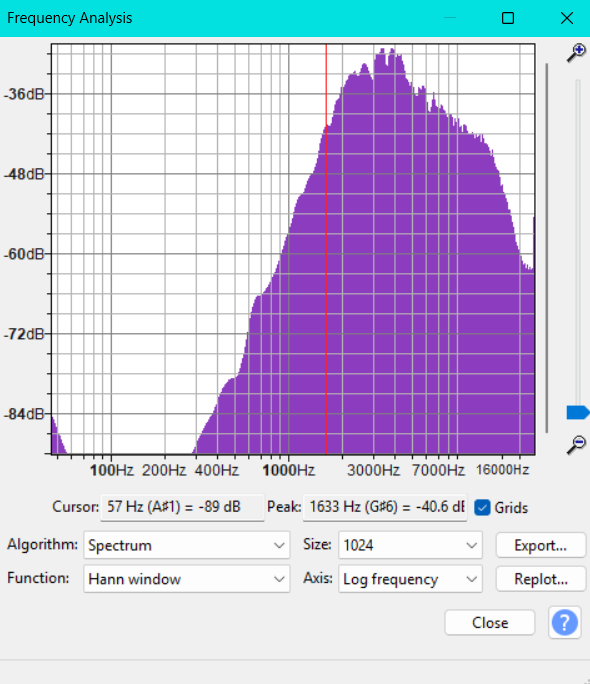 Frequency Analysis
-36dB
-48dB
-60dB
-72dB
-84dB
100Hz 200Hz 400Hz 1000Hz 3000Hz 7000Hz 16000Hz
Cursor: 57 Hz (A♯1) = -89 dB Peak: 1633 Hz (G♯6) = -40.6 dB Grids
Algorithm: Spectrum Size: 1024 Export...
Function: Hann window Axis: Log frequency Replot...
Close ?